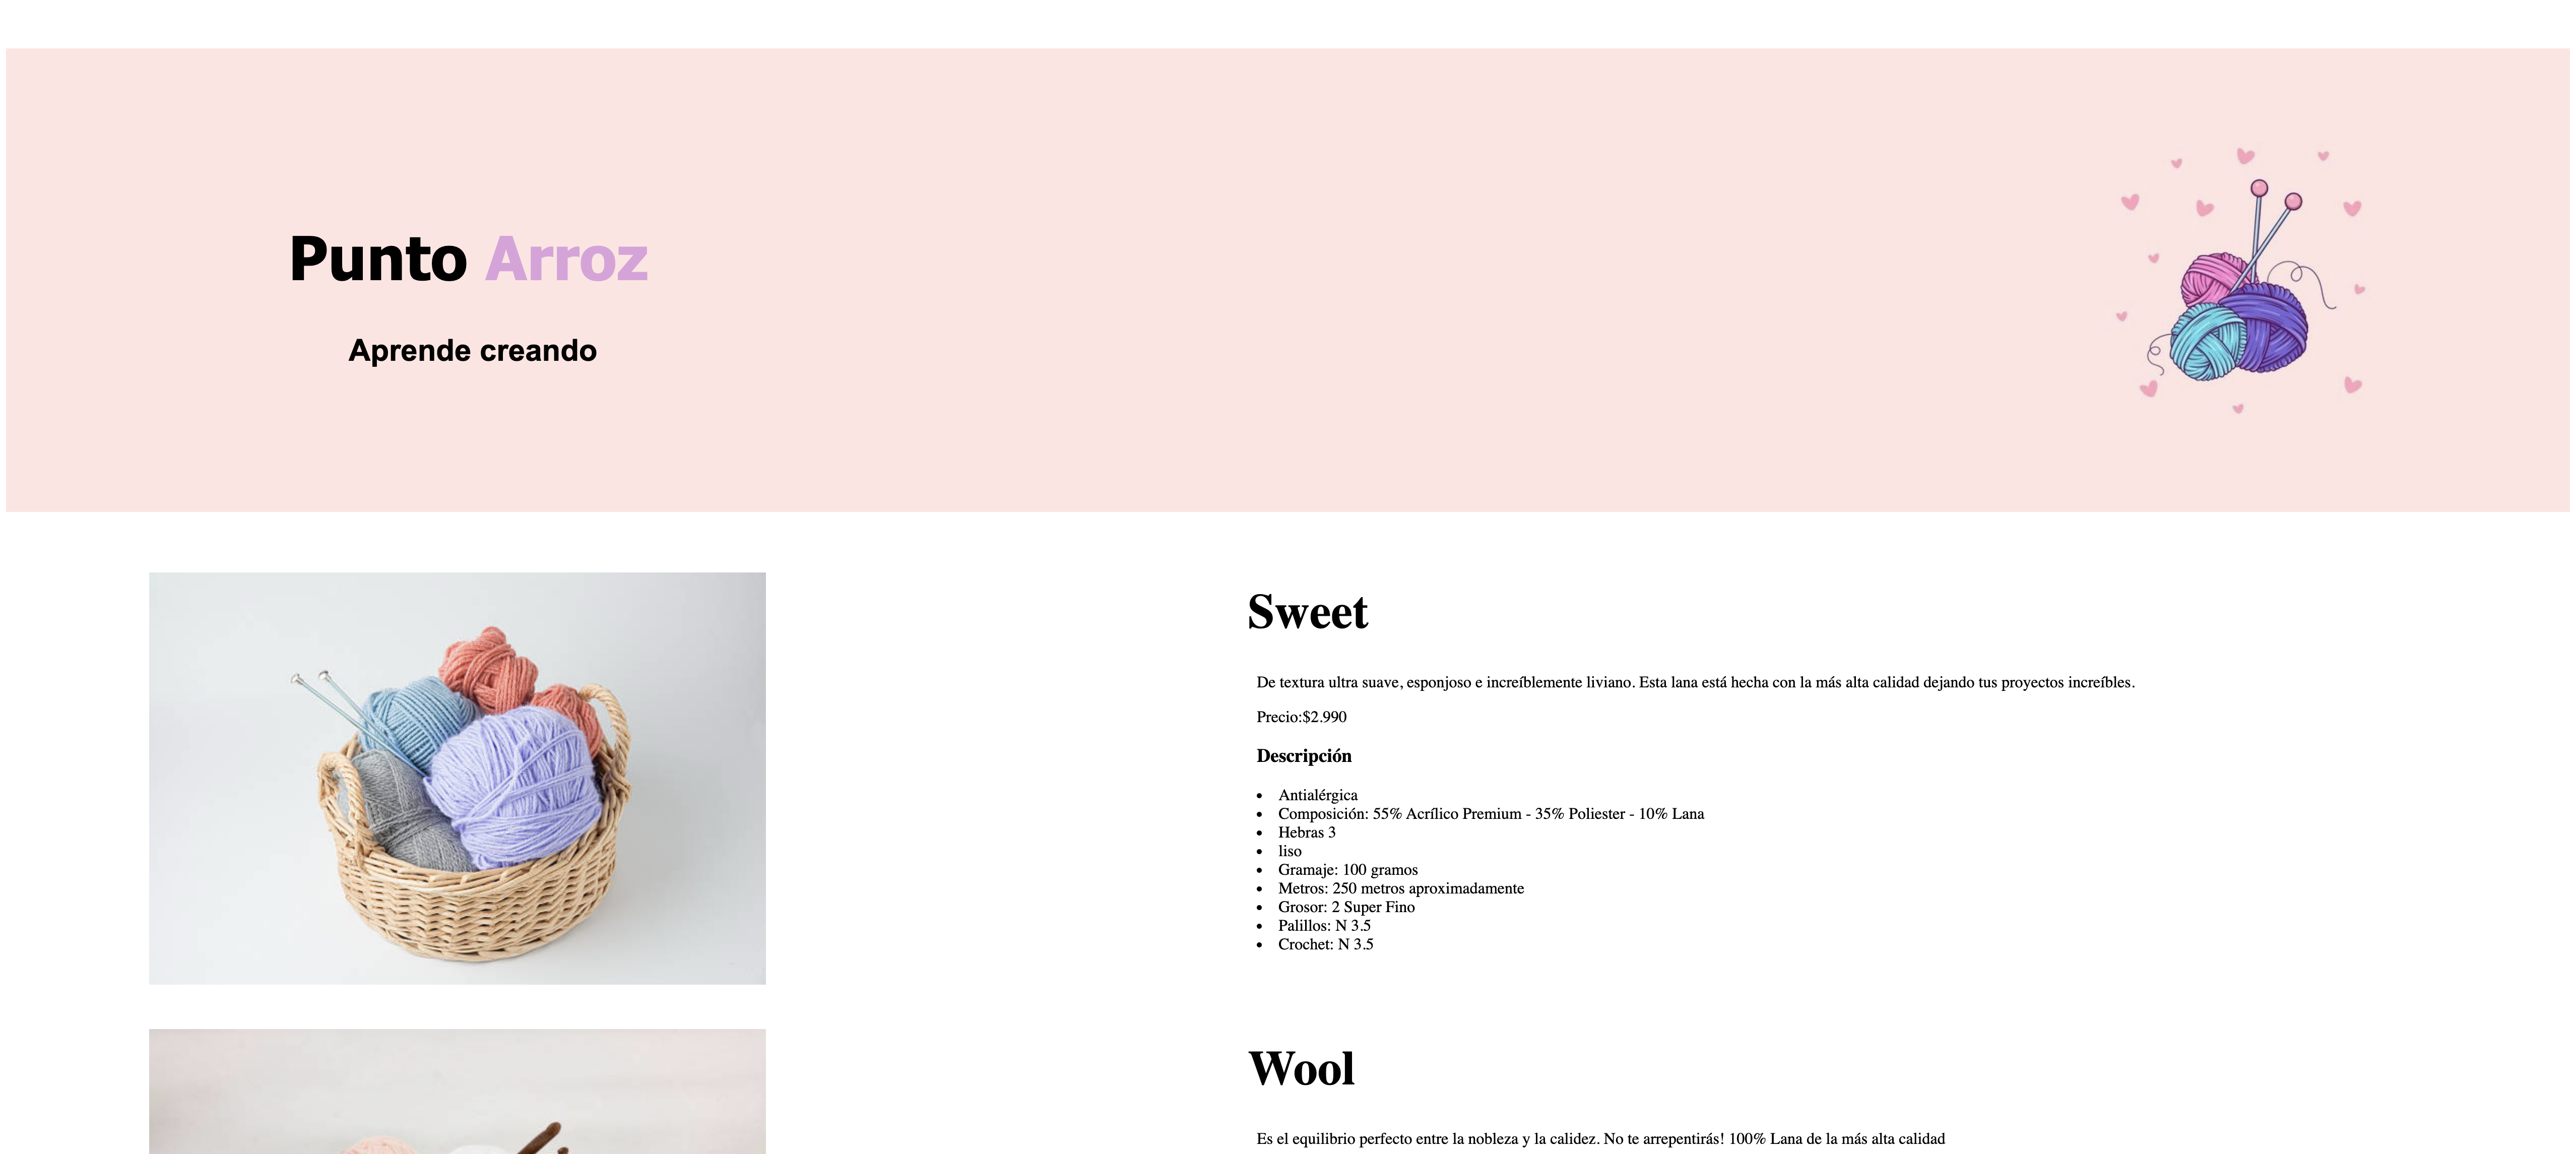 Punto Arroz
Aprende creando
Sweet
De textura ultra suave, esponjoso e increíblemente liviano. Esta lana está hecha con la más alta calidad dejando tus proyectos increíbles.
Precio:$2.990
Descripción
Antialérgica
Composición: 55% Acrílico Premium - 35% Poliester - 10% Lana
Hebras 3
liso
Gramaje: 100 gramos
Metros: 250 metros aproximadamente
Grosor: 2 Super Fino
Palillos: N 3.5
Crochet: N 3.5
Wool
Es el equilibrio perfecto entre la nobleza y la calidez. No te arrepentirás! 100% Lana de la más alta calidad